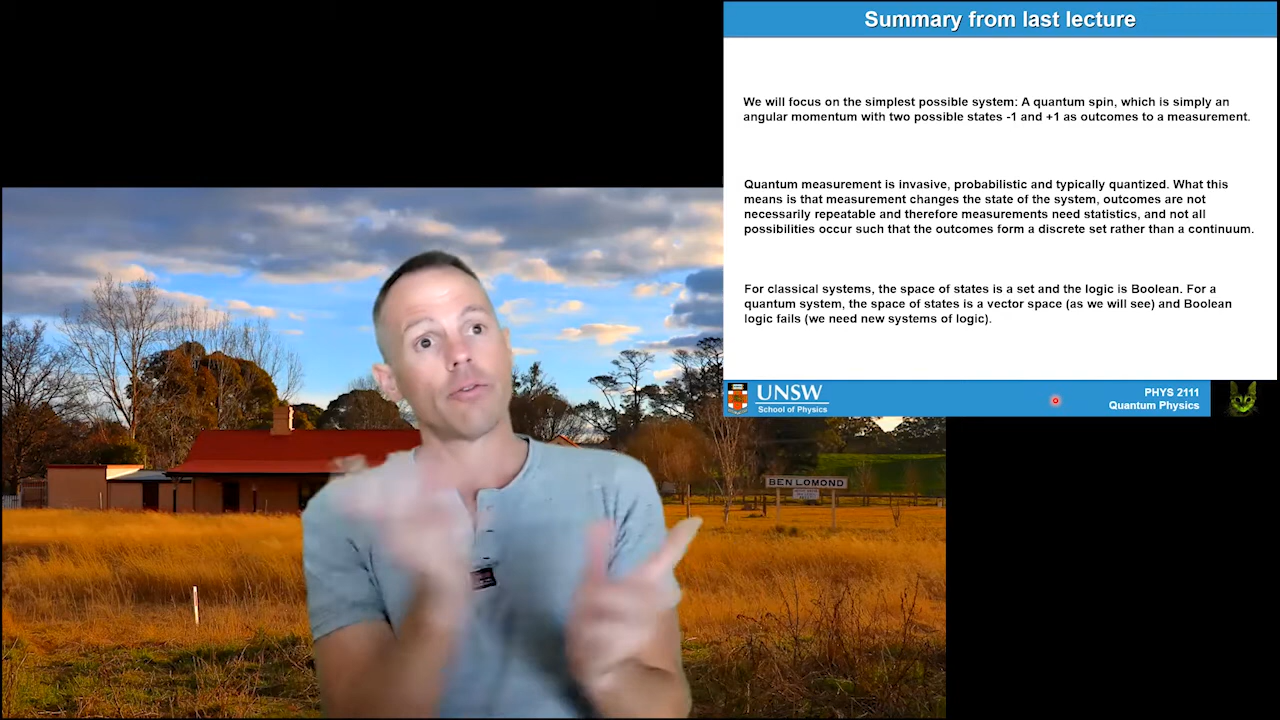 Summary from last lecture
We will focus on the simplest possible system: A quantum spin, which is simply an
angular momentum with two possible states -1 and +1 as outcomes to a measurement.
Quantum measurement is invasive, probabilistic and typically quantized. What this
means is that measurement changes the state of the system, outcomes are not
necessarily repeatable and therefore measurements need statistics, and not all
possibilities occur such that the outcomes form a discrete set rather than a continuum.
For classical systems, the space of states is a set and the logic is Boolean. For a
quantum system, the space of states is a vector space (as we will see) and Boolean
logic fails (we need new systems of logic).
UNSW
School of Physics
PHYS 2111
Quantum Physics
BEN LOMOND